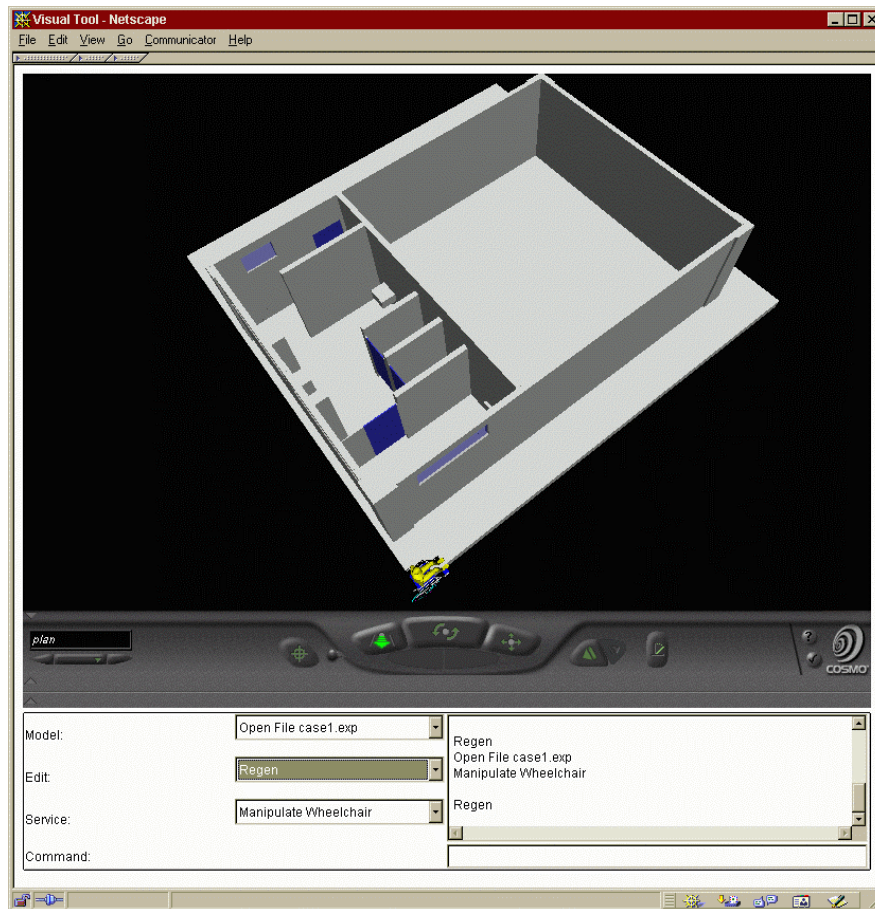 Visual Tool - Netscape
File Edit View Go Communicator Help
plan
?
COSMO
Model:
Open File case1.exp
Edit:
Regen
Service:
Manipulate Wheelchair
Command:
Regen
Open File case1.exp
Manipulate Wheelchair
Regen